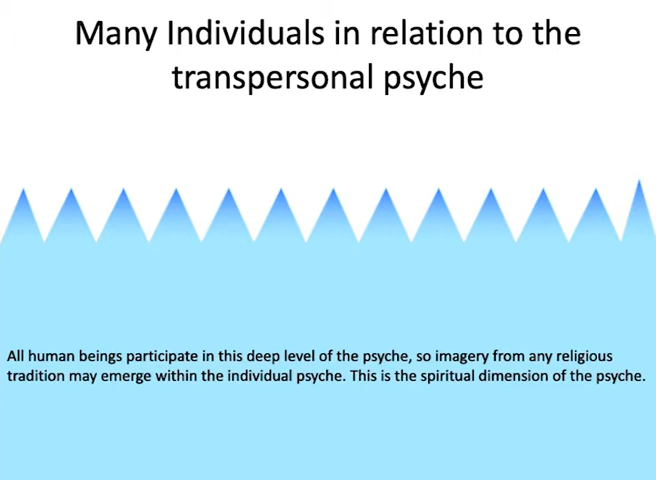 Many Individuals in relation to the
transpersonal psyche
All human beings participate in this deep level of the psyche, so imagery from any religious
tradition may emerge within the individual psyche. This is the spiritual dimension of the psyche.